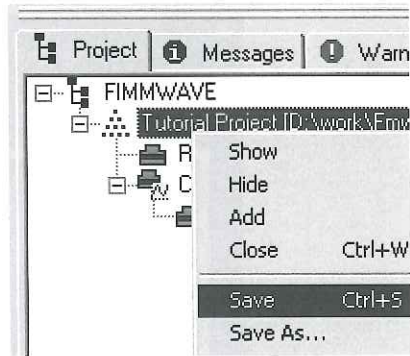 Project Messages Warn
FIMMWAVE
Tutorial Project [D:\work\Fmw
R
Show
Hide
C
Add
Close Ctrl+W
Save Ctrl+S
Save As...